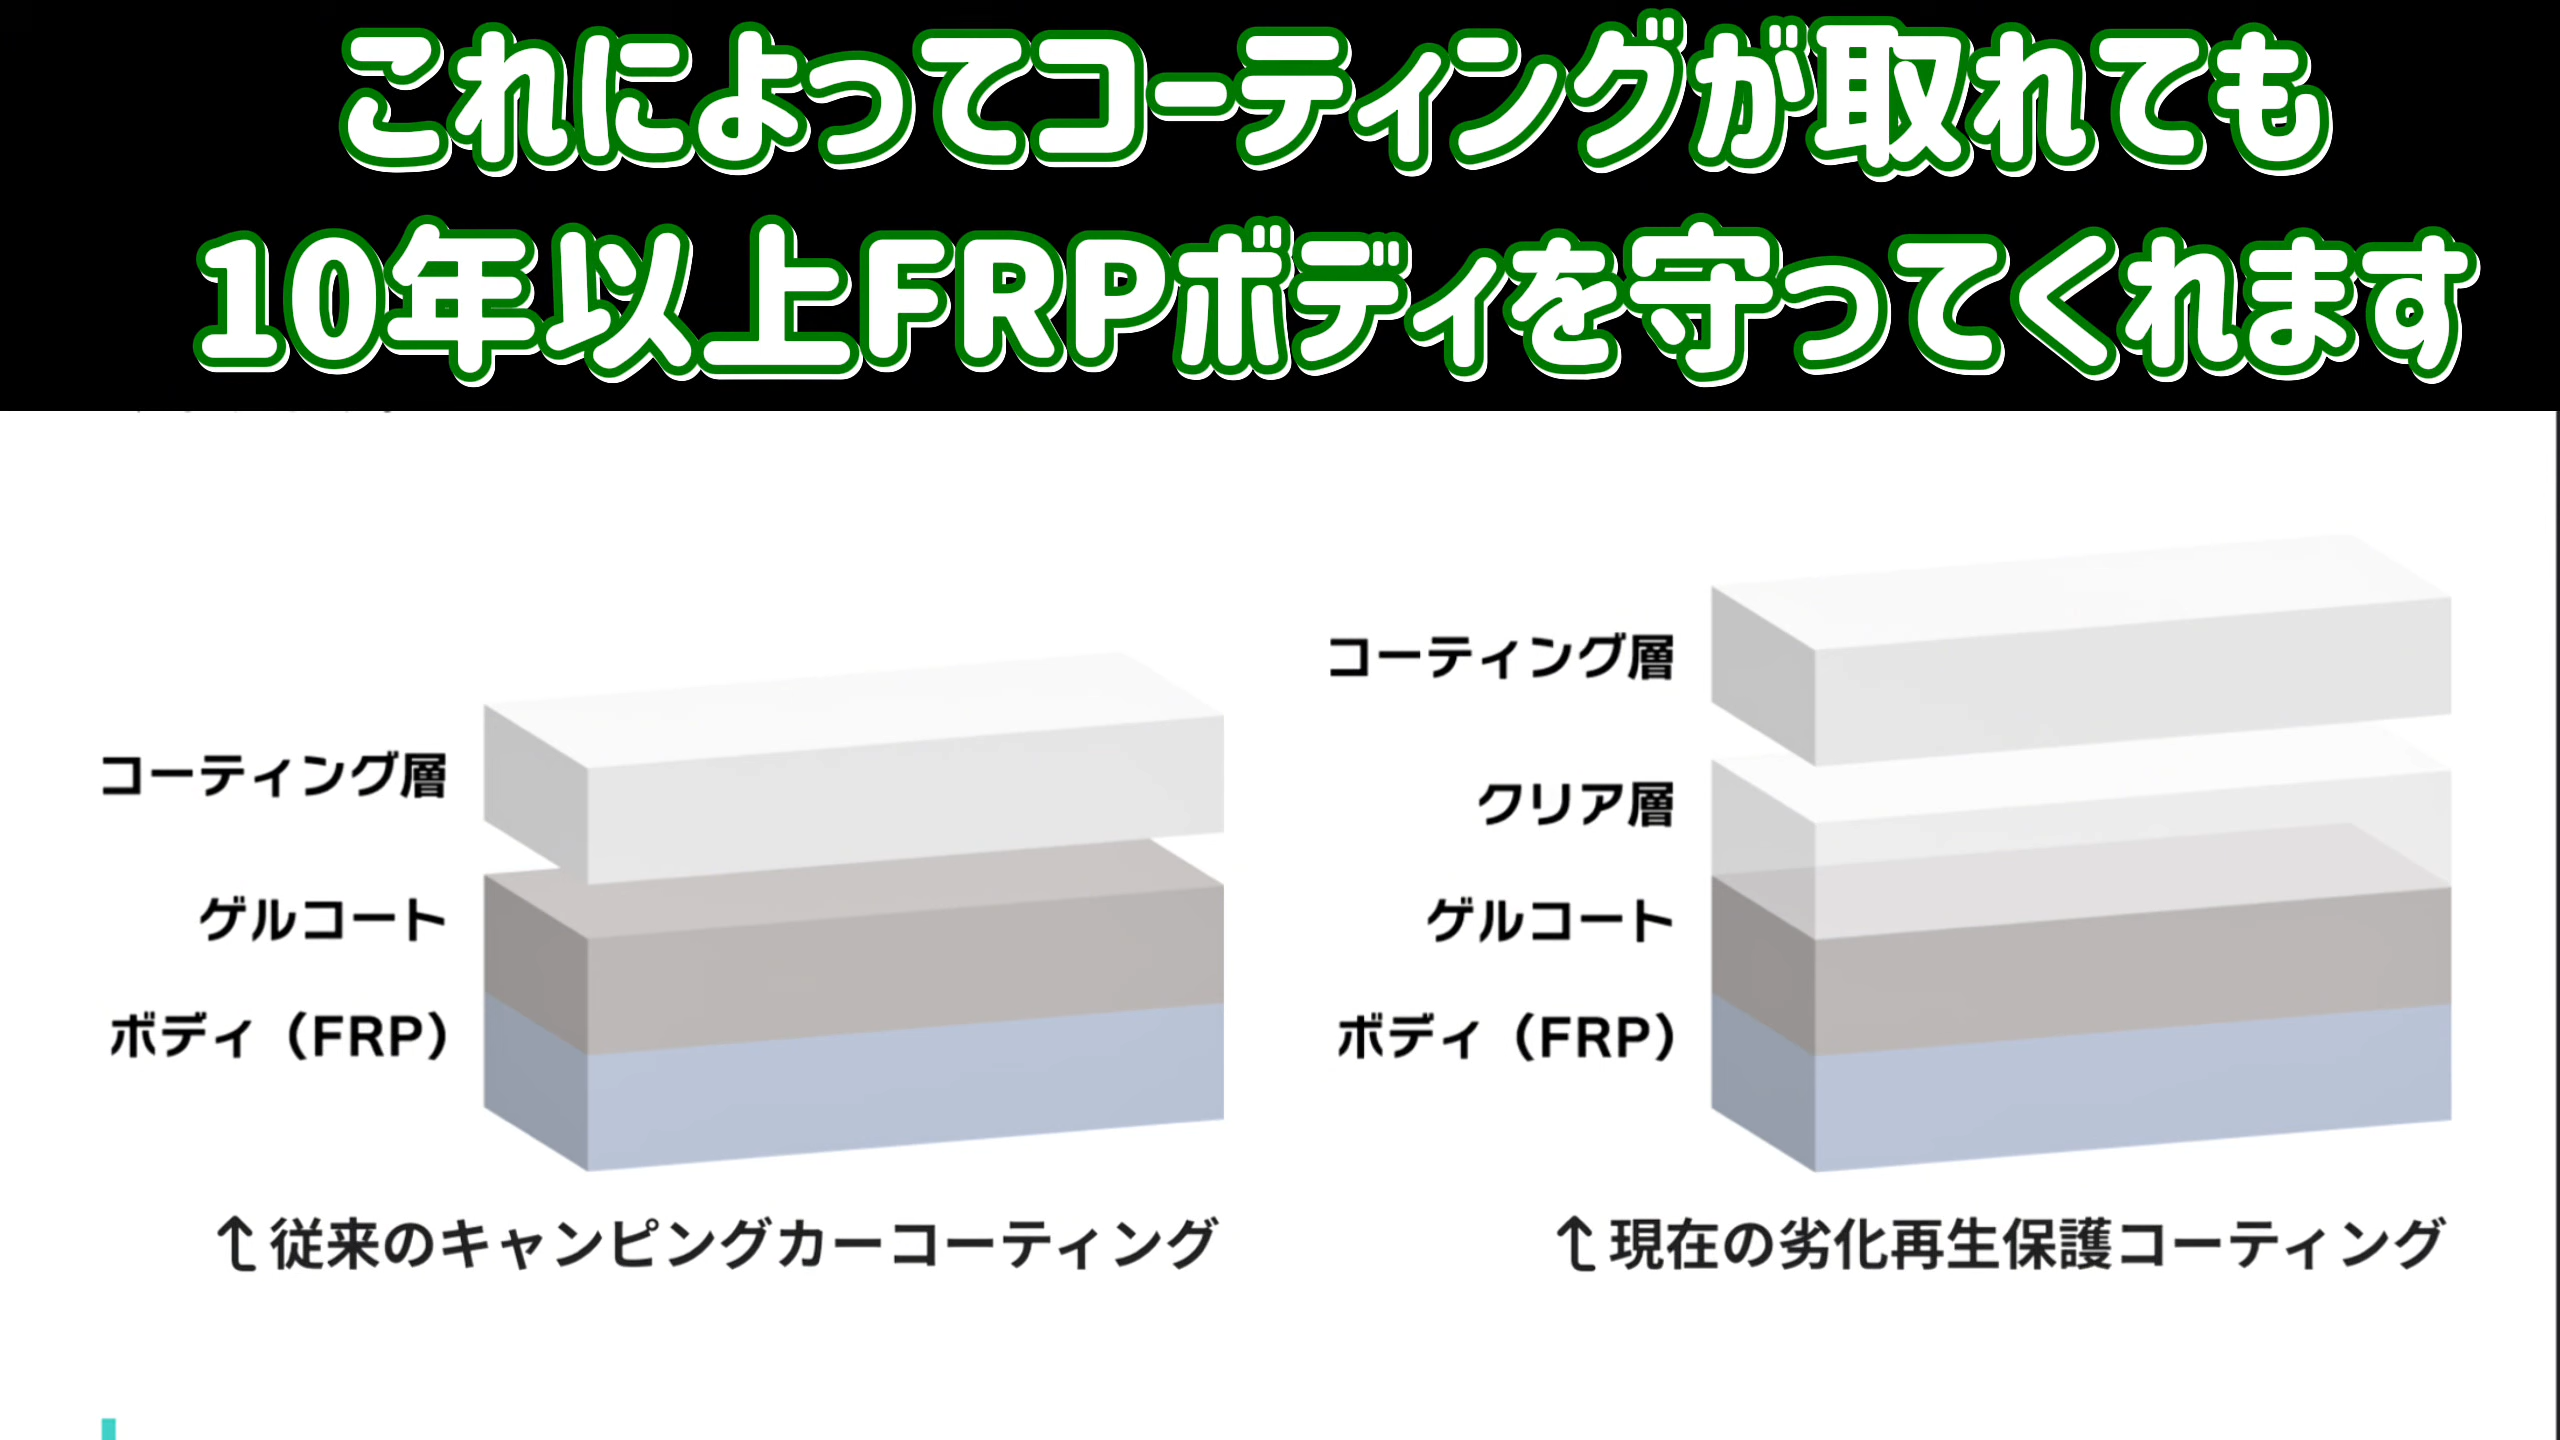 これによってコーティングが取れても
10年以上FRPボディを守ってくれます
コーティング層
ゲルコート
ボディ（FRP）
↑従来のキャンピングカーコーティング
コーティング層
クリア層
ゲルコート
ボディ（FRP）
↑現在の劣化再生保護コーティング